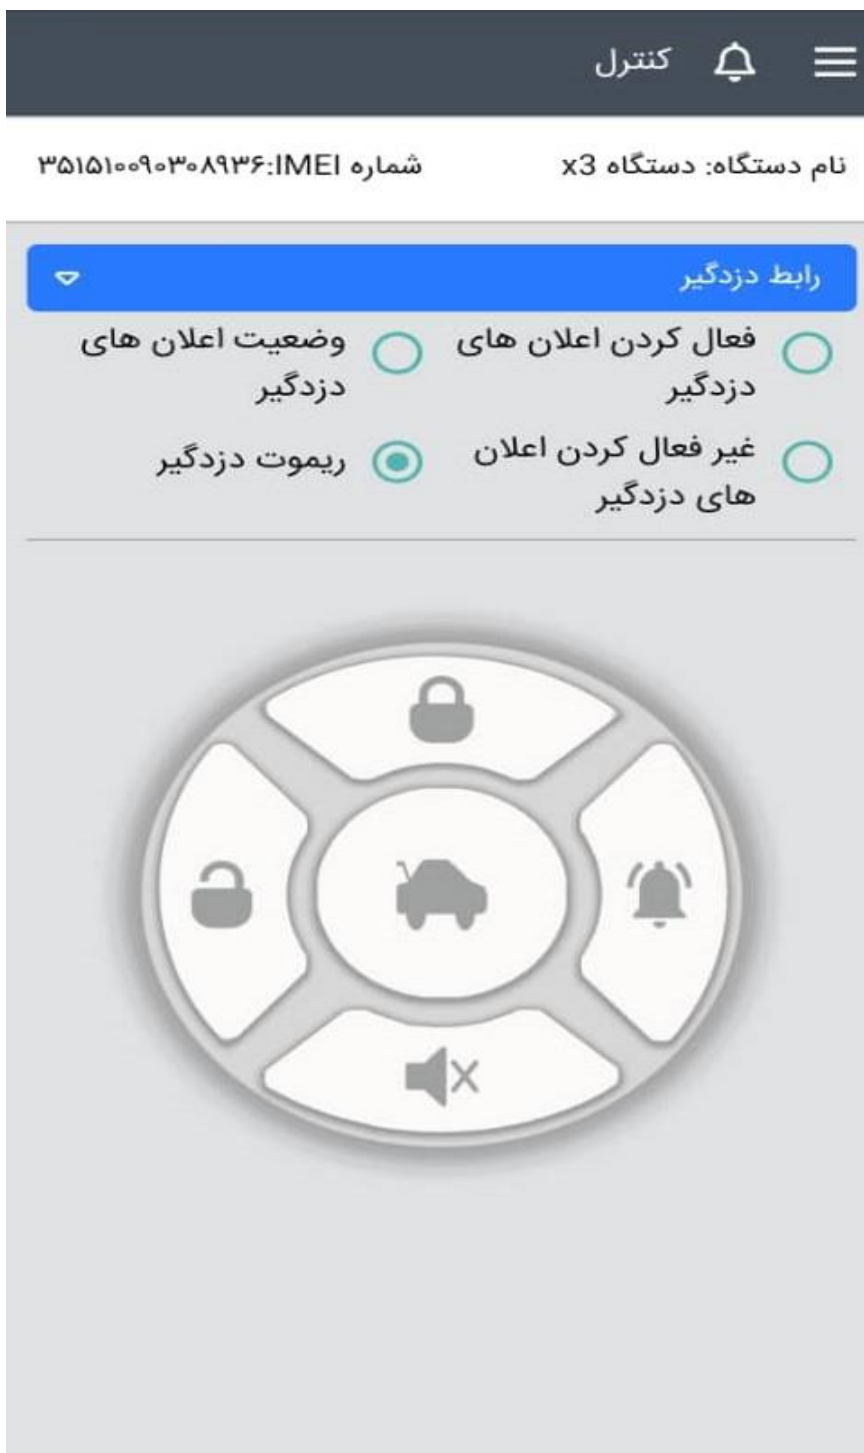 کنترل
نام دستگاه: دستگاه x3
شماره IMEI:۳۵۱۵۱۰۰۹۰۳۰۸۹۳۶
رابط دزدگیر
فعال کردن اعلان های
دزدگیر
وضعیت اعلان های
دزدگیر
غیر فعال کردن اعلان
های دزدگیر
ریموت دزدگیر